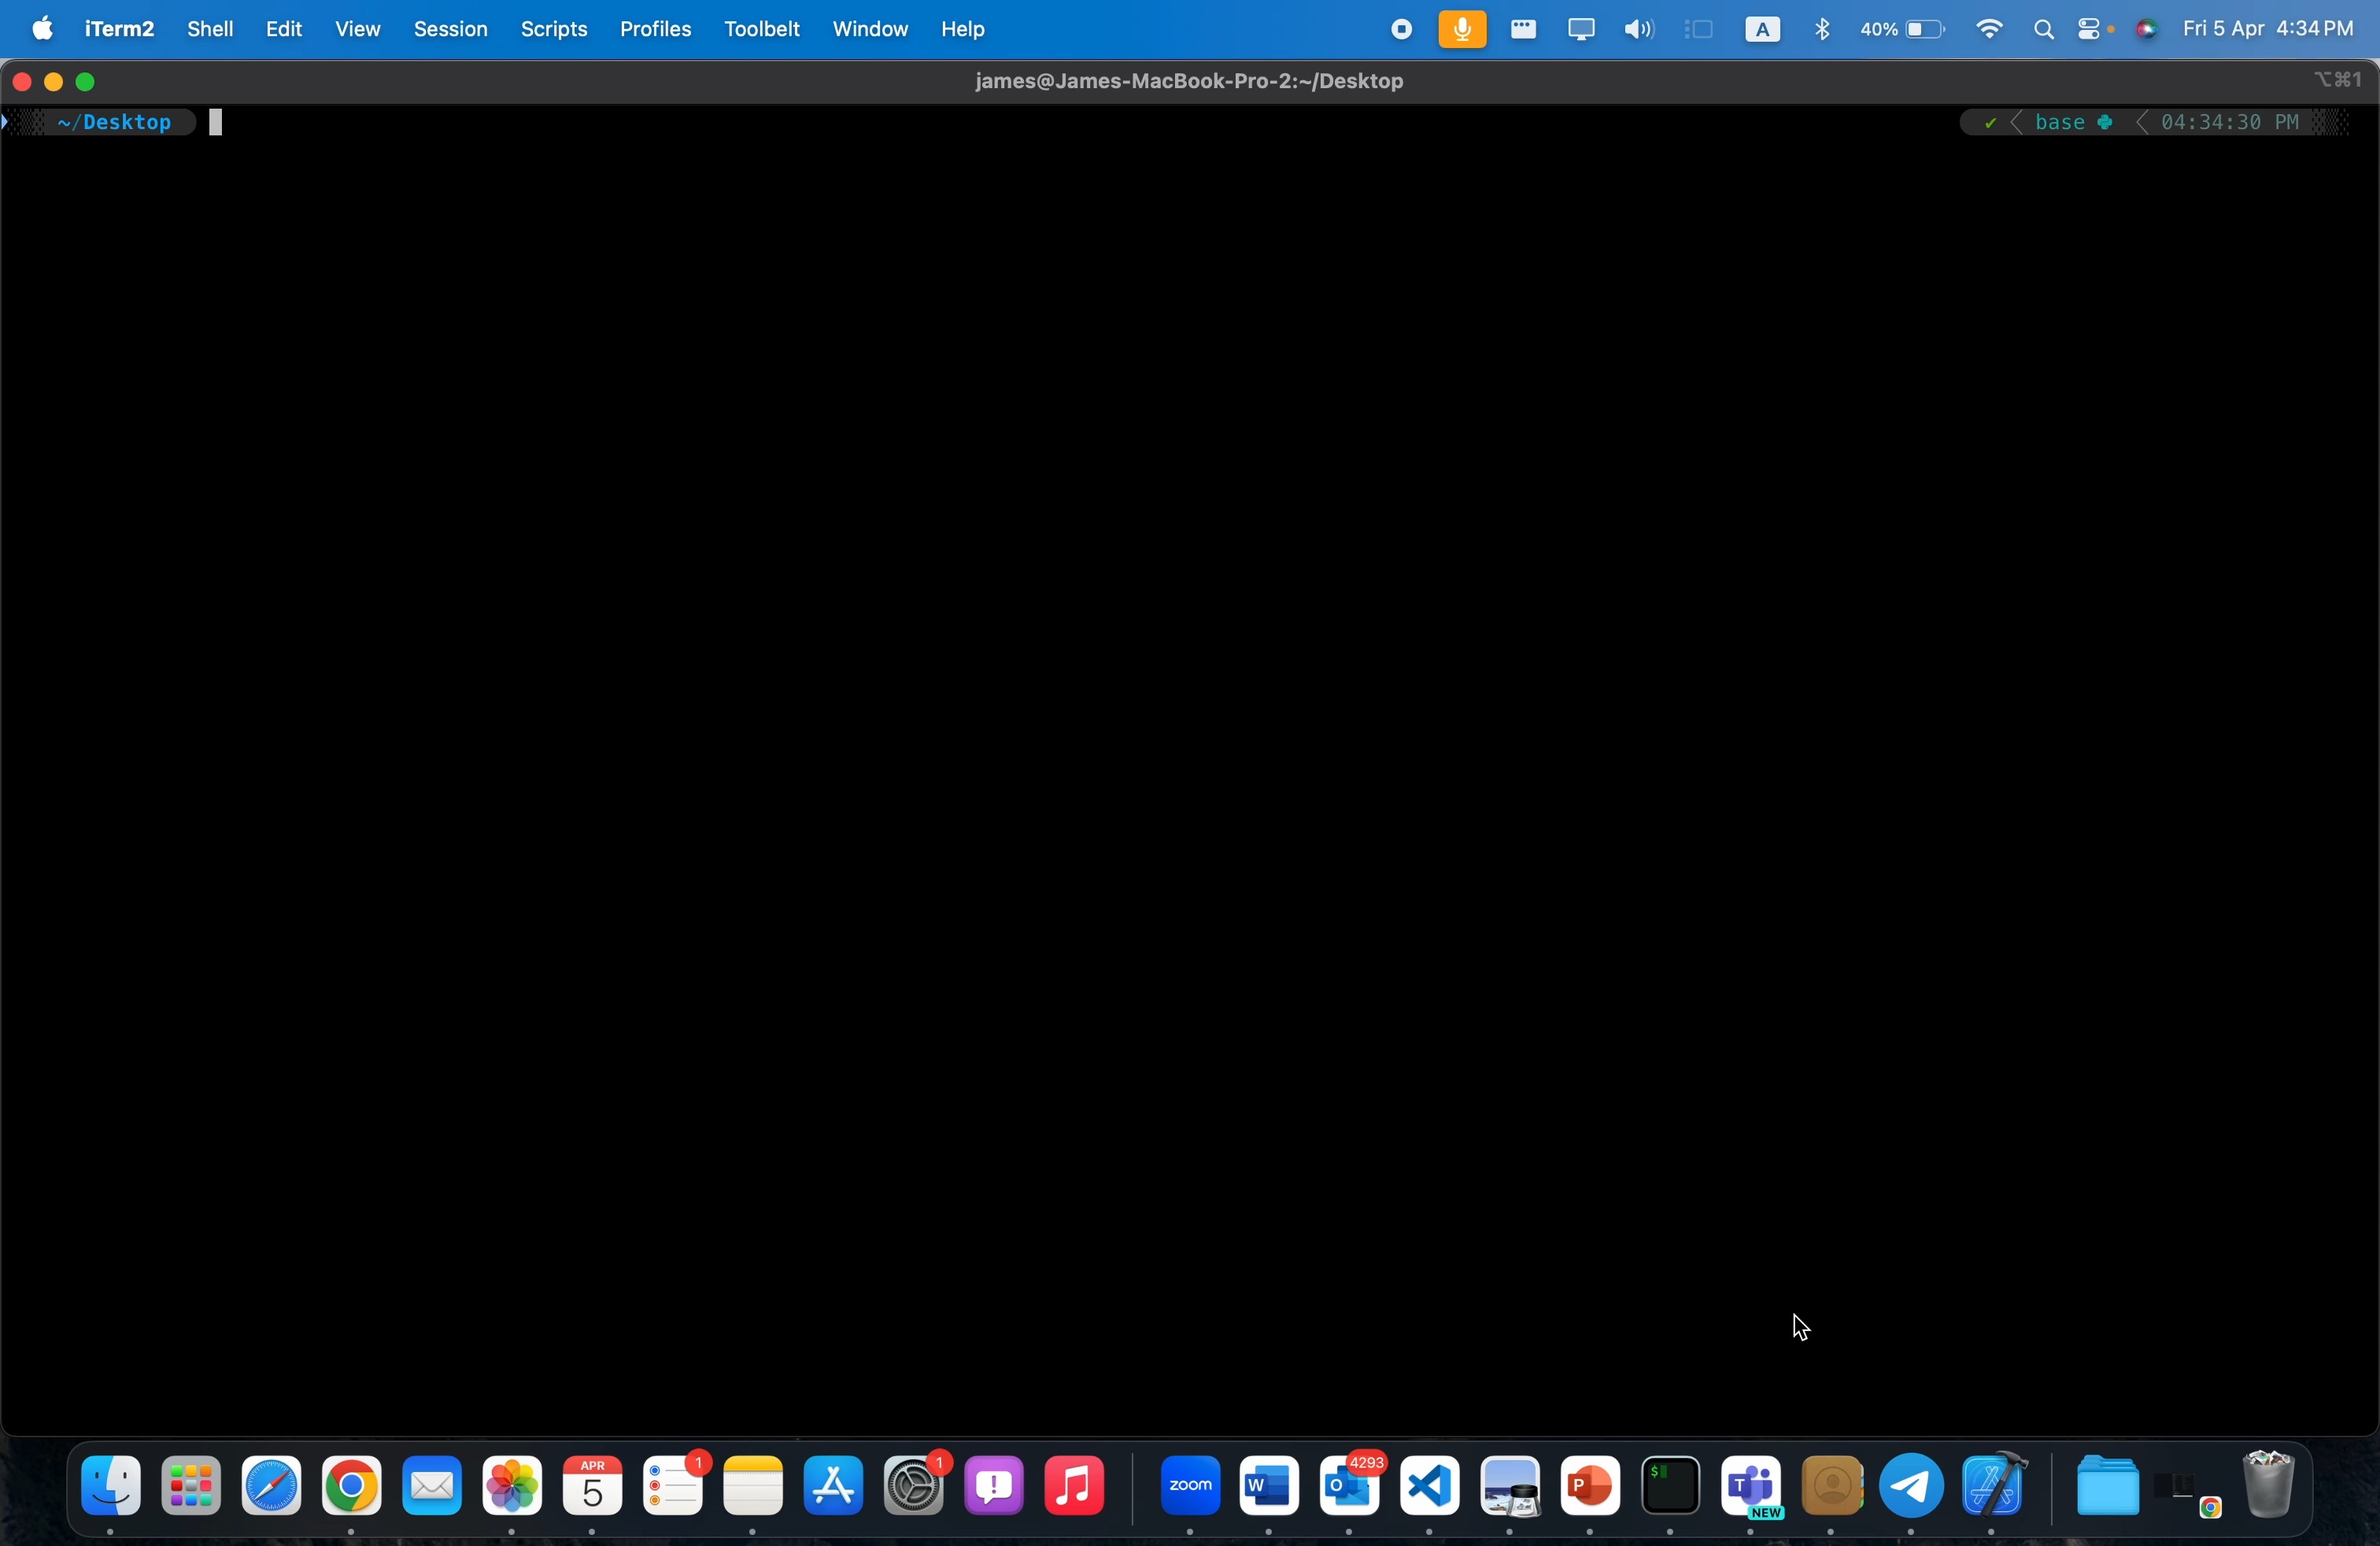 iTerm2 Shell Edit View Session Scripts Profiles Toolbelt Window Help A 40% Fri 5 Apr 4:34 PM
james@James-MacBook-Pro-2:~/Desktop ⌥⌘1
~/Desktop ✔ base 04:34:30 PM
APR
5
1
1
zoom
W
O
4293
P
$
T
NEW